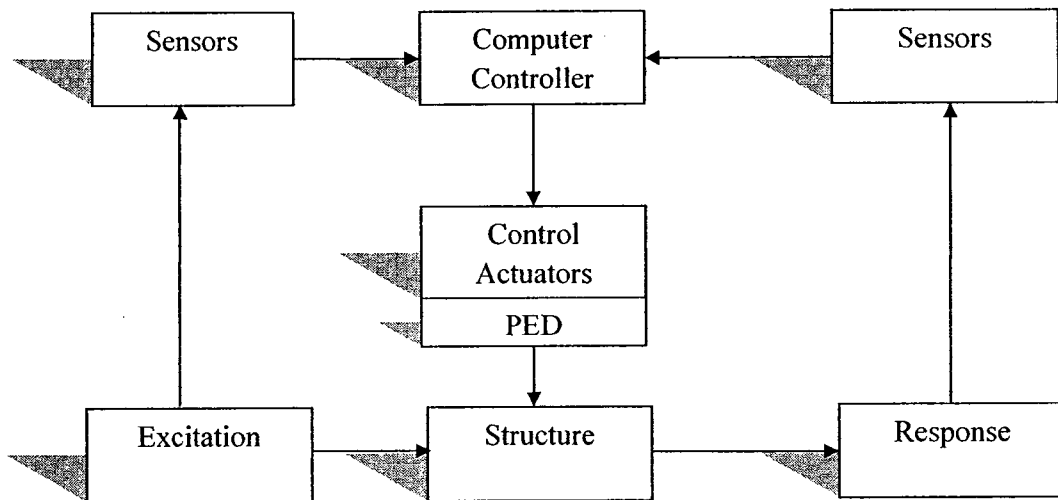 Sensors
Computer
Controller
Sensors
Control
Actuators
PED
Excitation
Structure
Response